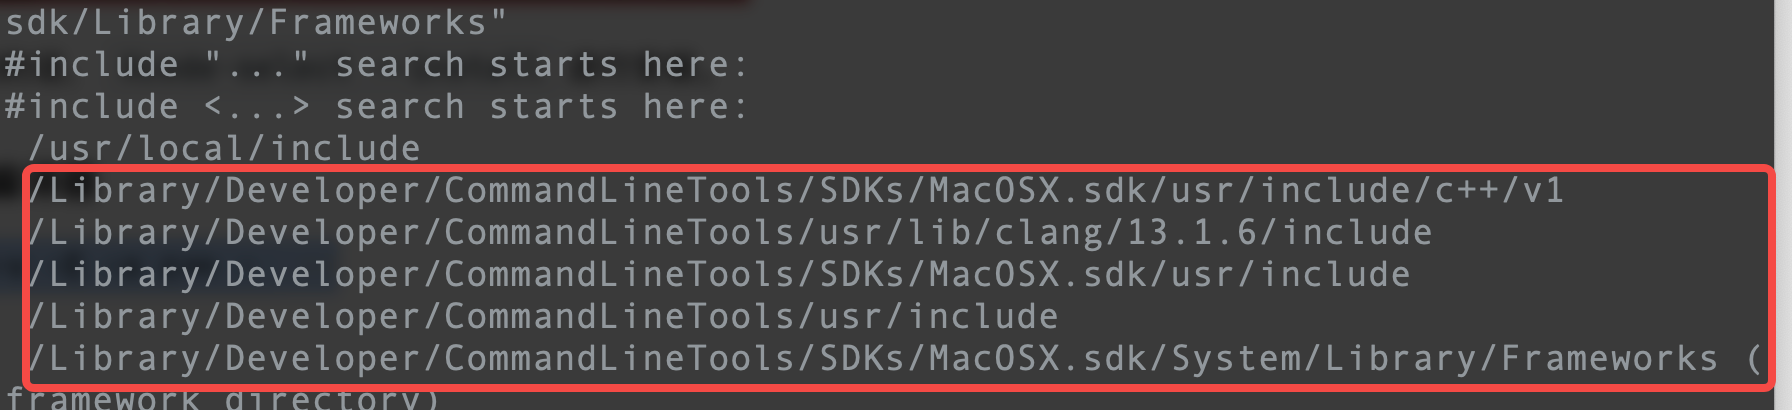 sdk/Library/Frameworks"
#include "..." search starts here:
#include <...> search starts here:
/usr/local/include
/Library/Developer/CommandLineTools/SDKs/MacOSX.sdk/usr/include/c++/v1
/Library/Developer/CommandLineTools/usr/lib/clang/13.1.6/include
/Library/Developer/CommandLineTools/SDKs/MacOSX.sdk/usr/include
/Library/Developer/CommandLineTools/usr/include
/Library/Developer/CommandLineTools/SDKs/MacOSX.sdk/System/Library/Frameworks (
framework directory)